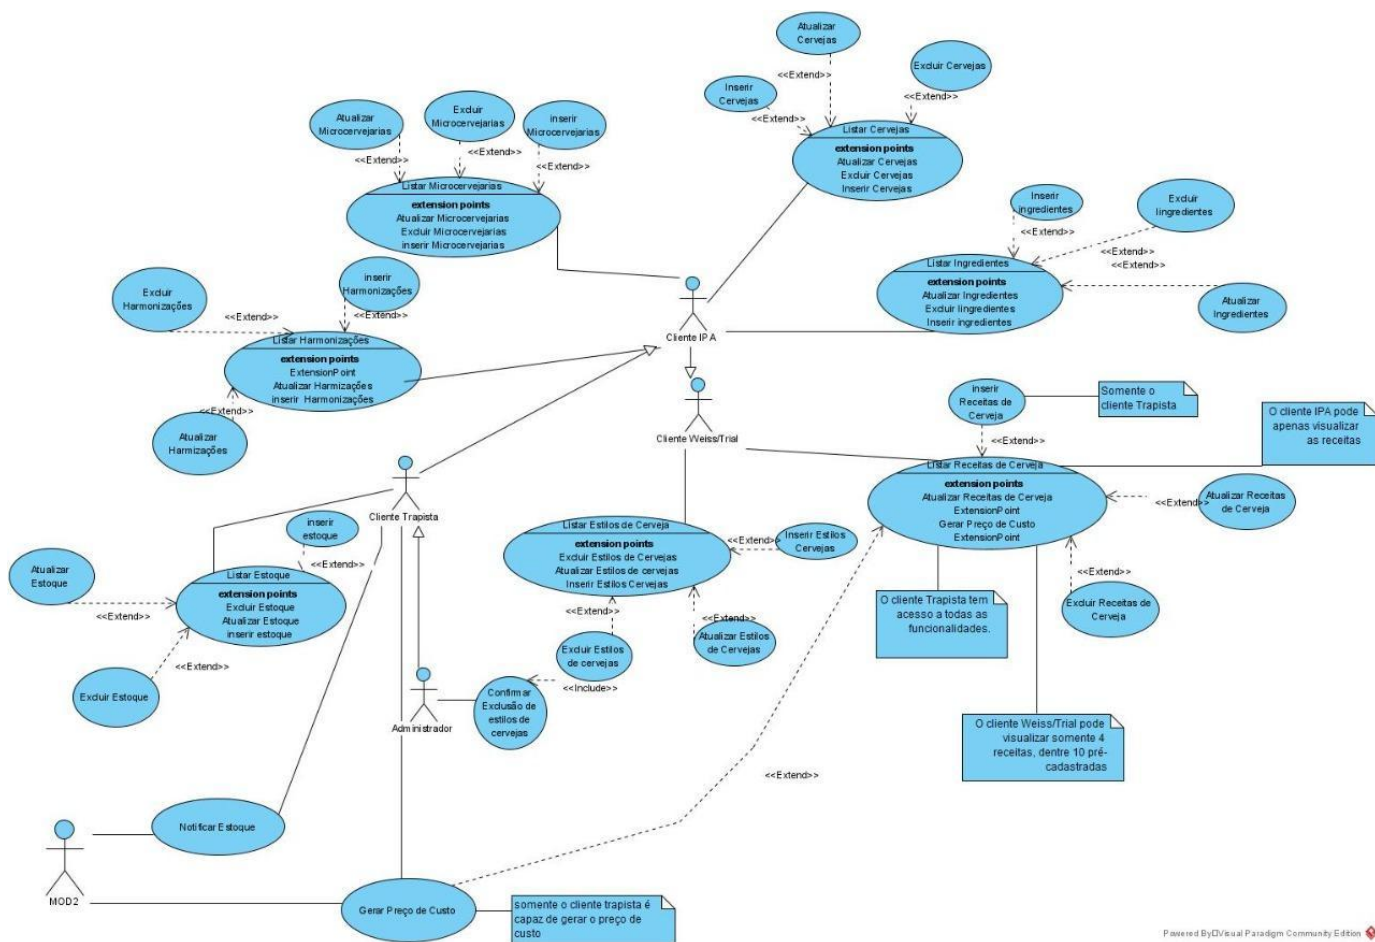 Atualizar
Cervejas
<<Extend>>
Excluir Cervejas
<<Extend>>
Inserir
Cervejas
<<Extend>>
Listar Cervejas
extension points
Atualizar Cervejas
Excluir Cervejas
Inserir Cervejas
Atualizar
Microcervejarias
<<Extend>>
Excluir
Microcervejarias
<<Extend>>
inserir
Microcervejarias
<<Extend>>
Listar Microcervejarias
extension points
Atualizar Microcervejarias
Excluir Microcervejarias
inserir Microcervejarias
Inserir
ingredientes
<<Extend>>
Excluir
Iingredientes
<<Extend>>
<<Extend>>
Listar Ingredientes
extension points
Atualizar Ingredientes
Excluir Iingredientes
Inserir ingredientes
Atualizar
Ingredientes
Excluir
Harmonizações
<<Extend>>
inserir
Harmonizações
<<Extend>>
Listar Harmonizações
extension points
ExtensionPoint
Atualizar Harmizações
inserir Harmonizações
<<Extend>>
Atualizar
Harmizações
Cliente IPA
Cliente Weiss/Trial
inserir
Receitas de
Cerveja
<<Extend>>
Somente o
cliente Trapista
O cliente IPA pode
apenas visualizar
as receitas
Listar Receitas de Cerveja
extension points
Atualizar Receitas de Cerveja
ExtensionPoint
Gerar Preço de Custo
ExtensionPoint
<<Extend>>
Atualizar Receitas
de Cerveja
<<Extend>>
Excluir Receitas de
Cerveja
O cliente Trapista tem
acesso a todas as
funcionalidades.
O cliente Weiss/Trial pode
visualizar somente 4
receitas, dentre 10 pré-
cadastradas
Cliente Trapista
inserir
estoque
<<Extend>>
Atualizar
Estoque
<<Extend>>
Listar Estoque
extension points
Excluir Estoque
Atualizar Estoque
inserir estoque
<<Extend>>
Excluir Estoque
Listar Estilos de Cerveja
extension points
Excluir Estilos de Cervejas
Atualizar Estilos de cervejas
Inserir Estilos Cervejas
<<Extend>>
Inserir Estilos
Cervejas
<<Extend>>
<<Extend>>
Excluir Estilos
de cervejas
Atualizar Estilos
de Cervejas
<<Include>>
Confirmar
Exclusão de
estilos de
cervejas
Administrador
<<Extend>>
Notificar Estoque
MOD2
Gerar Preço de Custo
somente o cliente trapista é
capaz de gerar o preço de
custo
Powered By Visual Paradigm Community Edition